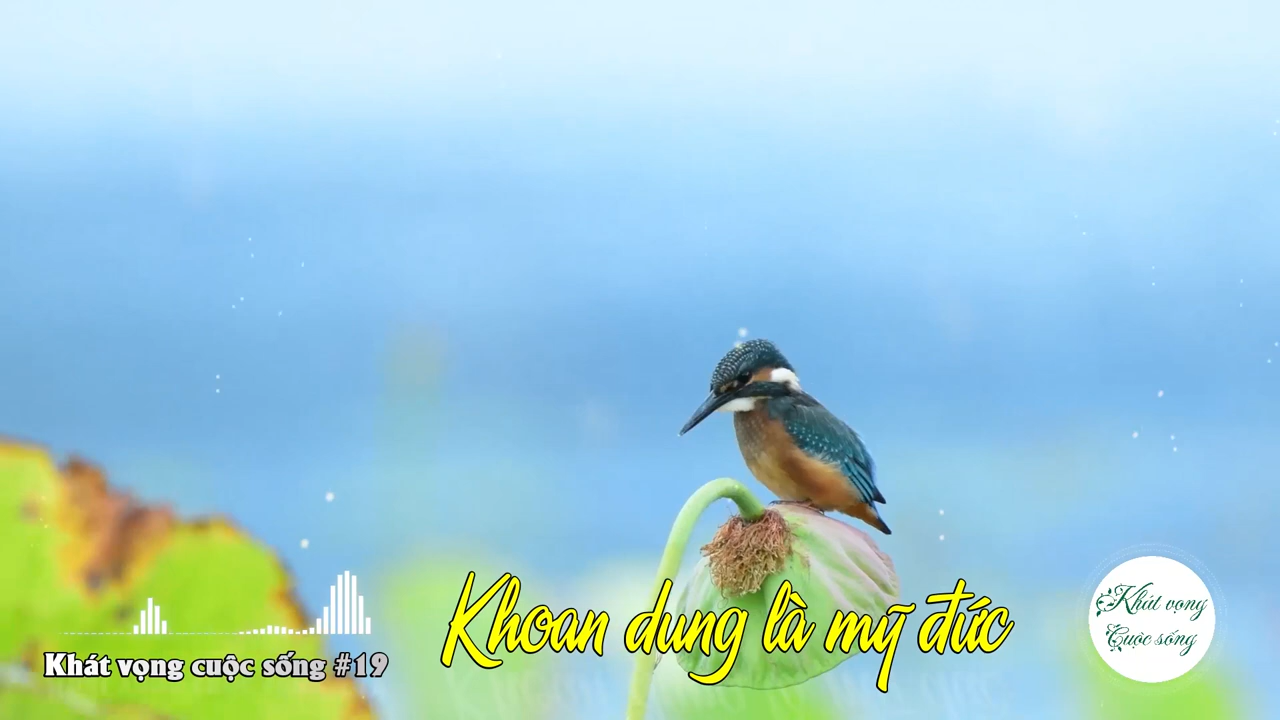 Khoan dung là mỹ đức
Khát vọng cuộc sống #19
Khát vọng
Cuộc sống